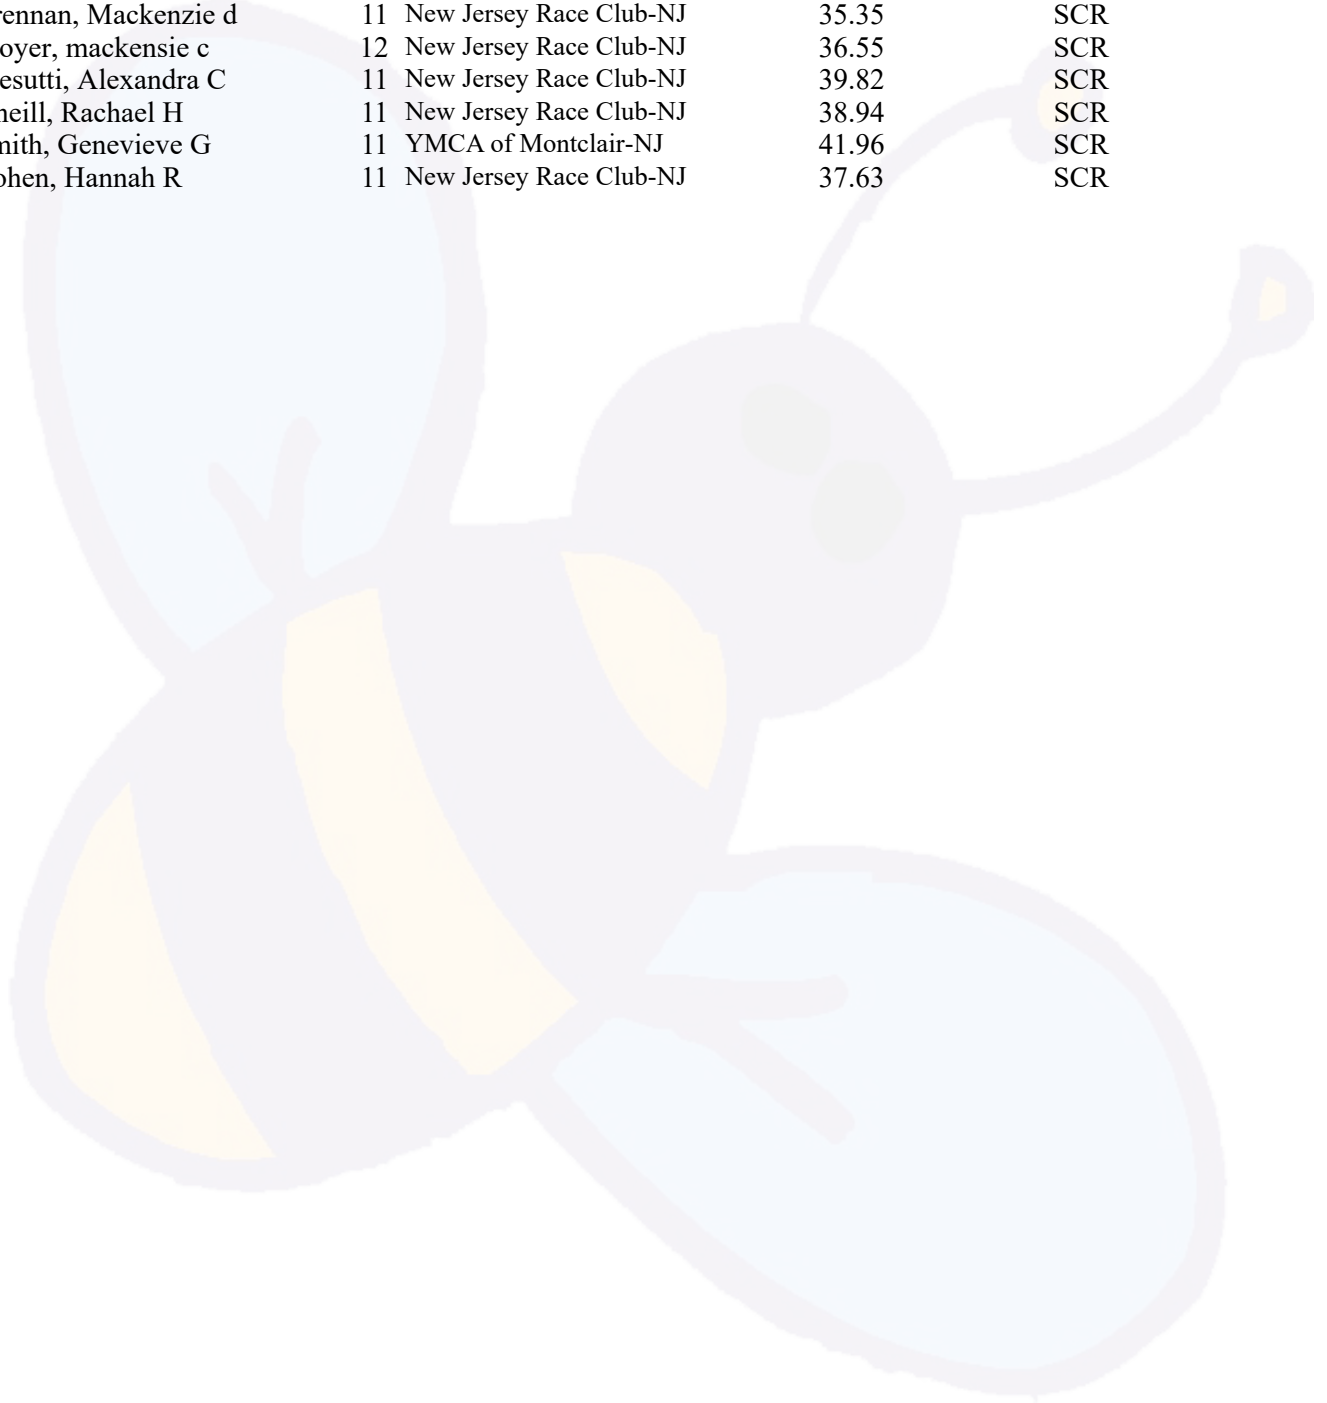 rennan, Mackenzie d 11 New Jersey Race Club-NJ 35.35 SCR
oyer, mackensie c 12 New Jersey Race Club-NJ 36.55 SCR
esutti, Alexandra C 11 New Jersey Race Club-NJ 39.82 SCR
neill, Rachael H 11 New Jersey Race Club-NJ 38.94 SCR
mith, Genevieve G 11 YMCA of Montclair-NJ 41.96 SCR
ohen, Hannah R 11 New Jersey Race Club-NJ 37.63 SCR